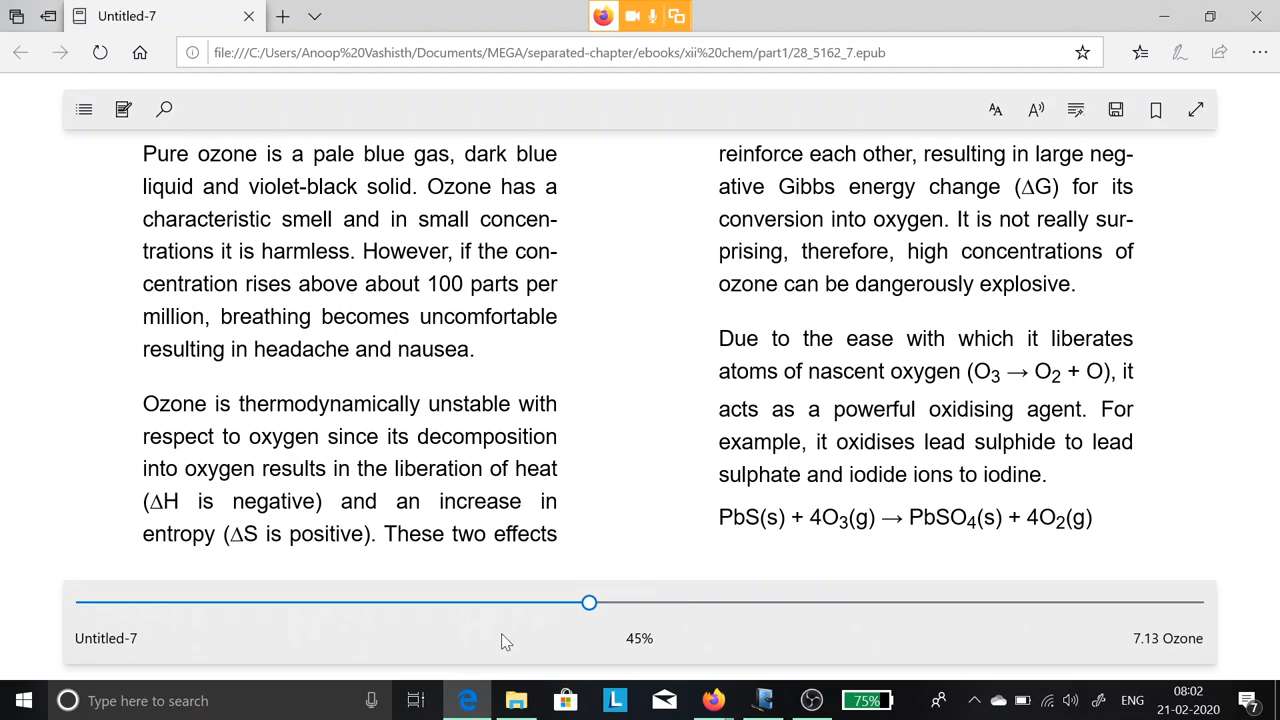 Untitled-7
file:///C:/Users/Anoop%20Vashisth/Documents/MEGA/separated-chapter/ebooks/xii%20chem/part1/28_5162_7.epub
Pure ozone is a pale blue gas, dark blue
liquid and violet-black solid. Ozone has a
characteristic smell and in small concen-
trations it is harmless. However, if the con-
centration rises above about 100 parts per
million, breathing becomes uncomfortable
resulting in headache and nausea.
Ozone is thermodynamically unstable with
respect to oxygen since its decomposition
into oxygen results in the liberation of heat
(∆H is negative) and an increase in
entropy (∆S is positive). These two effects
reinforce each other, resulting in large neg-
ative Gibbs energy change (∆G) for its
conversion into oxygen. It is not really sur-
prising, therefore, high concentrations of
ozone can be dangerously explosive.
Due to the ease with which it liberates
atoms of nascent oxygen (O₃ → O₂ + O), it
acts as a powerful oxidising agent. For
example, it oxidises lead sulphide to lead
sulphate and iodide ions to iodine.
PbS(s) + 4O₃(g) → PbSO₄(s) + 4O₂(g)
Untitled-7
45%
7.13 Ozone
Type here to search
L
75%
ENG
08:02
21-02-2020
7